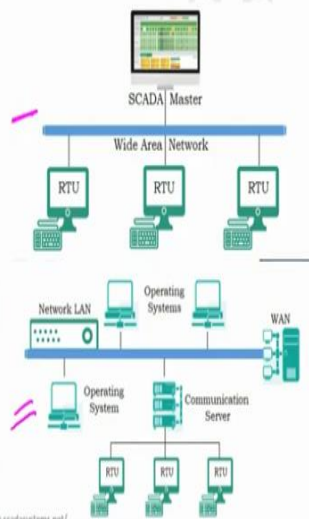 SCADA Master
Wide Area Network
RTU
RTU
RTU
Network LAN
Operating
Systems
WAN
Operating
System
Communication
Server
RTU
RTU
RTU